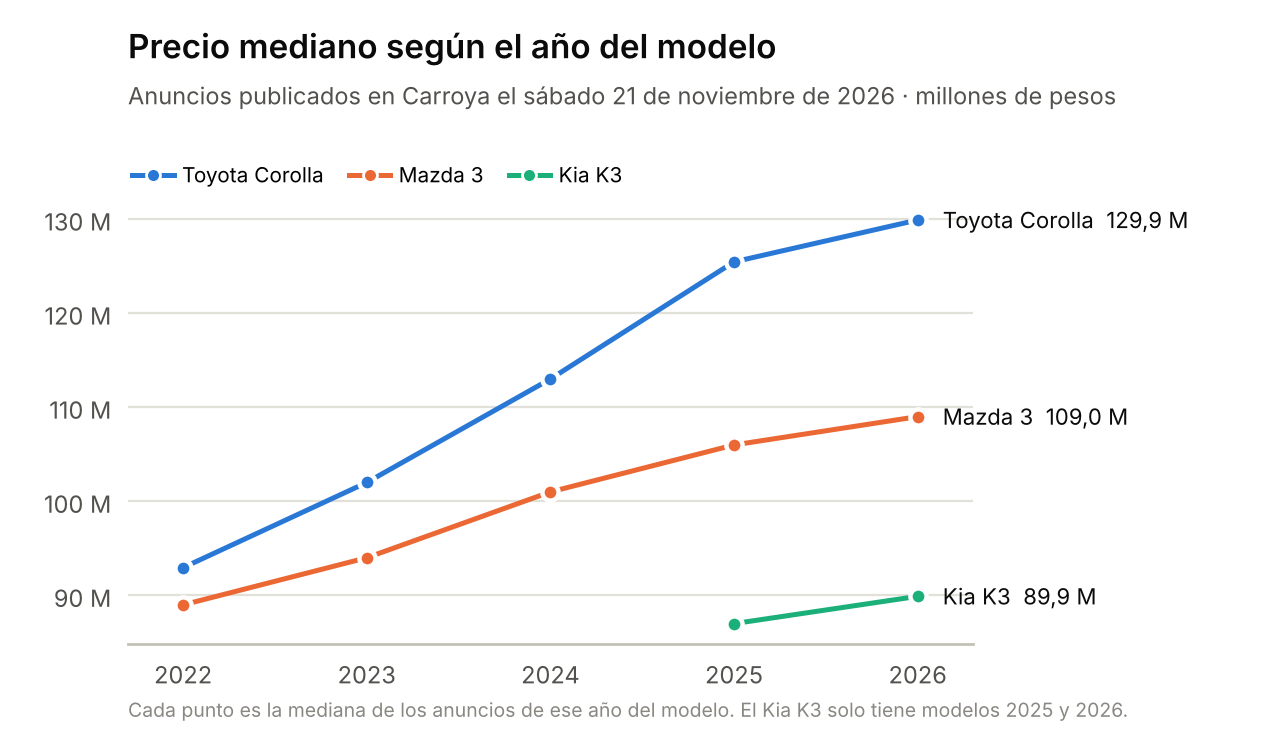 Precio mediano según el año del modelo
Anuncios publicados en Carroya el sábado 21 de noviembre de 2026 · millones de pesos
Toyota Corolla Mazda 3 Kia K3
130 M
Toyota Corolla 129,9 M
120 M
110 M
Mazda 3 109,0 M
100 M
90 M
Kia K3 89,9 M
2022 2023 2024 2025 2026
Cada punto es la mediana de los anuncios de ese año del modelo. El Kia K3 solo tiene modelos 2025 y 2026.